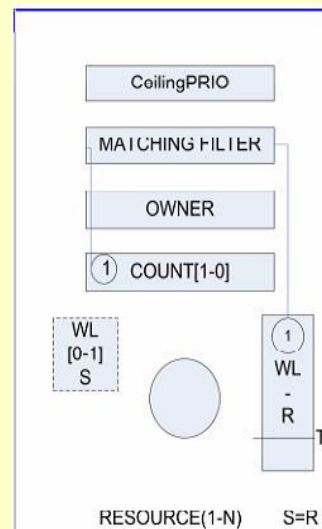 CeilingPRIO
MATCHING FILTER
OWNER
1 COUNT[1-0]
WL
[0-1]
S
1
WL
-
R
T
RESOURCE(1-N) S=R